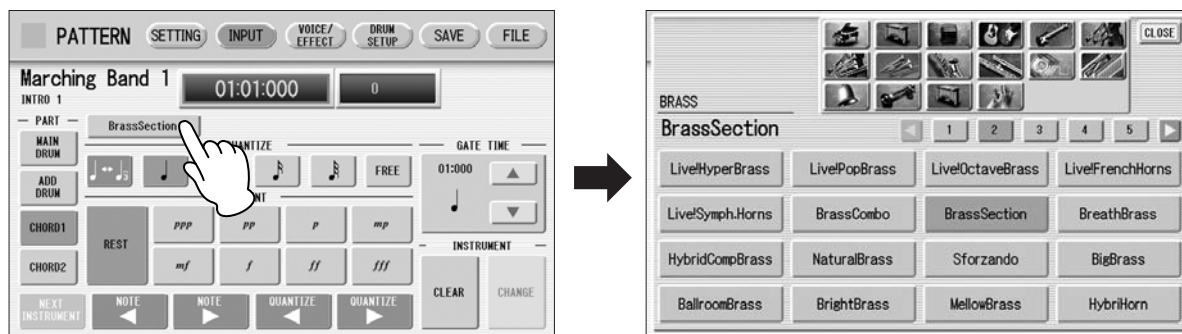 PATTERN SETTING INPUT VOICE/ EFFECT DRUM SETUP SAVE FILE
Marching Band 1 01:01:000 0
INTRO 1
PART
BrassSection
MAIN DRUM
ADD DRUM
CHORD1
CHORD2
FREE
GATE TIME
01:000
REST
ppp pp p mp
mf f ff fff
INSTRUMENT
CLEAR CHANGE
NEXT INSTRUMENT NOTE NOTE QUANTIZE QUANTIZE
CLOSE
BRASS
BrassSection 1 2 3 4 5
Live!HyperBrass Live!PopBrass Live!OctaveBrass Live!FrenchHorns
Live!Symph.Horns BrassCombo BrassSection BreathBrass
HybridCompBrass NaturalBrass Sforzando BigBrass
BallroomBrass BrightBrass MellowBrass HybriHorn